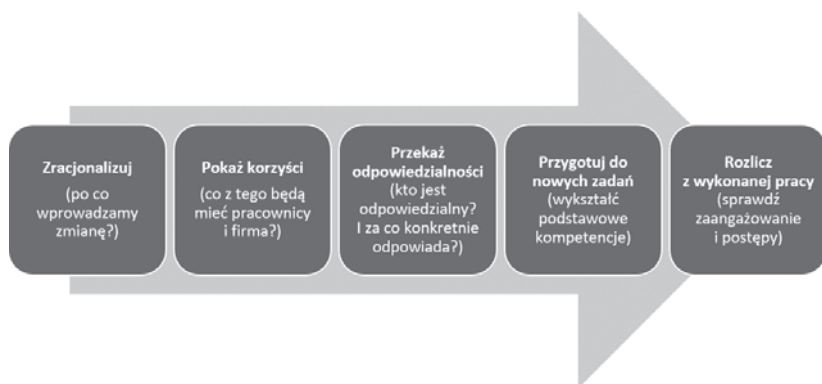 Zracjonalizuj
(po co
wprowadzamy
zmianę?)
Pokaż korzyści
(co z tego będą
mieć pracownicy
i firma?)
Przekaż
odpowiedzialności
(kto jest
odpowiedzialny?
I za co konkretnie
odpowiada?)
Przygotuj do
nowych zadań
(wykształć
podstawowe
kompetencje)
Rozlicz
z wykonanej pracy
(sprawdź
zaangażowanie
i postępy)